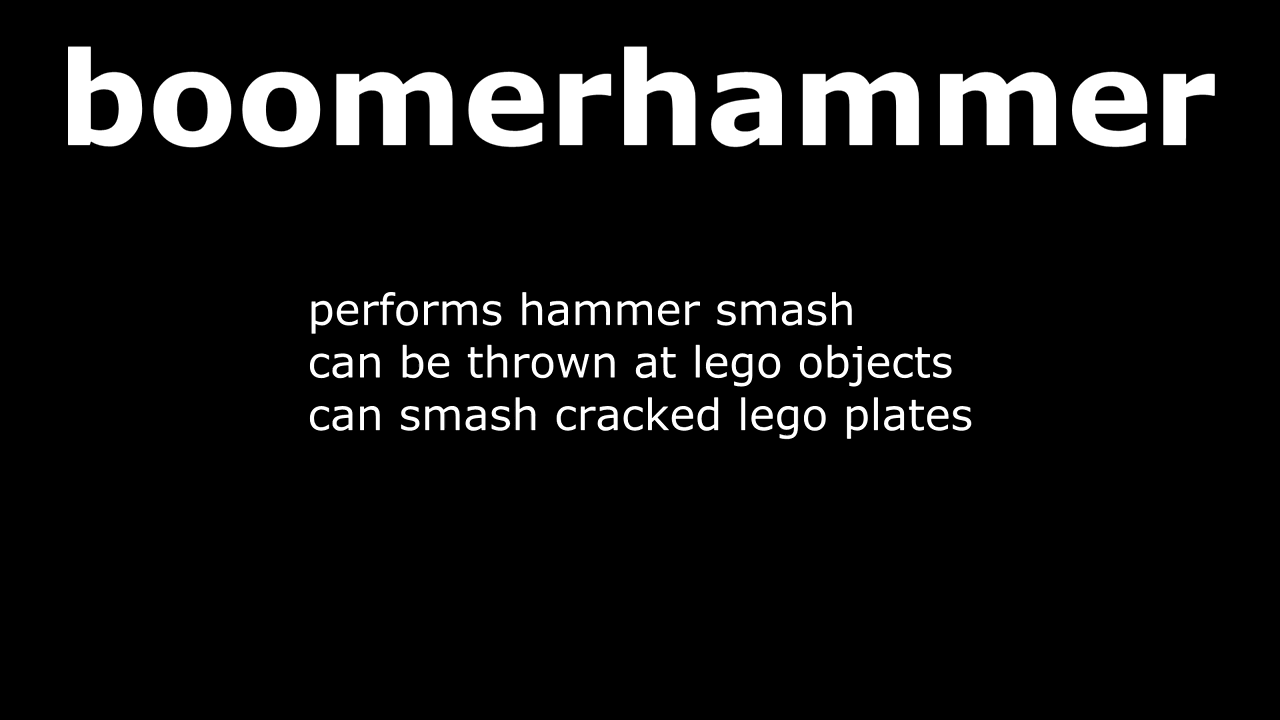 boomerhammer
performs hammer smash
can be thrown at lego objects
can smash cracked lego plates